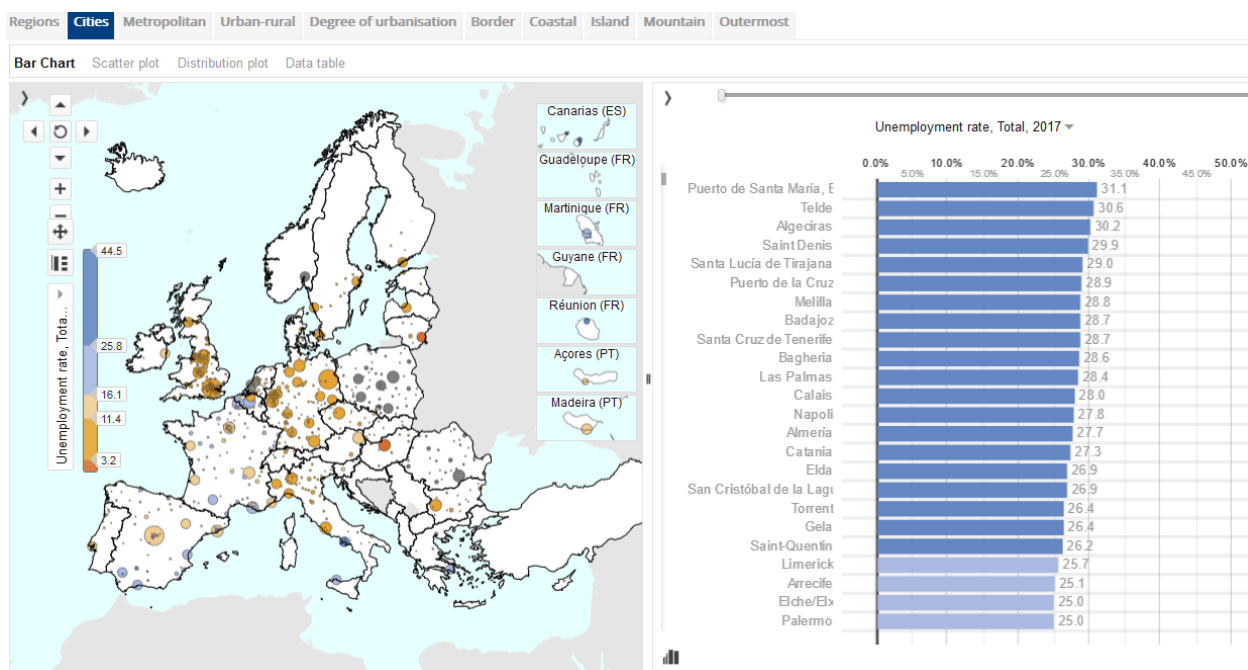 Regions Cities Metropolitan Urban-rural Degree of urbanisation Border Coastal Island Mountain Outermost
Bar Chart Scatter plot Distribution plot Data table
Canarias (ES)
Guadeloupe (FR)
Martinique (FR)
Guyane (FR)
Réunion (FR)
Açores (PT)
Madeira (PT)
44.5
25.8
16.1
11.4
3.2
Unemployment rate, Tota...
Unemployment rate, Total, 2017
0.0% 10.0% 20.0% 30.0% 40.0% 50.0%
5.0% 15.0% 25.0% 35.0% 45.0%
Puerto de Santa María, E 31.1
Telde 30.6
Algeciras 30.2
Saint Denis 29.9
Santa Lucía de Tirajana 29.0
Puerto de la Cruz 28.9
Melilla 28.8
Badajoz 28.7
Santa Cruz de Tenerife 28.7
Bagheria 28.6
Las Palmas 28.4
Calais 28.0
Napoli 27.8
Almería 27.7
Catania 27.3
Elda 26.9
San Cristóbal de la Lagu 26.9
Torrent 26.4
Gela 26.4
Saint-Quentin 26.2
Limerick 25.7
Arrecife 25.1
Elche/Elx 25.0
Palermo 25.0